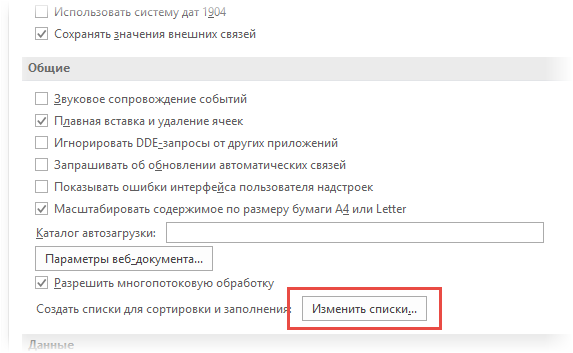 Использовать систему дат 1904
Сохранять значения внешних связей
Общие
Звуковое сопровождение событий
Плавная вставка и удаление ячеек
Игнорировать DDE-запросы от других приложений
Запрашивать об обновлении автоматических связей
Показывать ошибки интерфейса пользователя надстроек
Масштабировать содержимое по размеру бумаги A4 или Letter
Каталог автозагрузки:
Параметры веб-документа...
Разрешить многопотоковую обработку
Создать списки для сортировки и заполнения: Изменить списки...
Данные